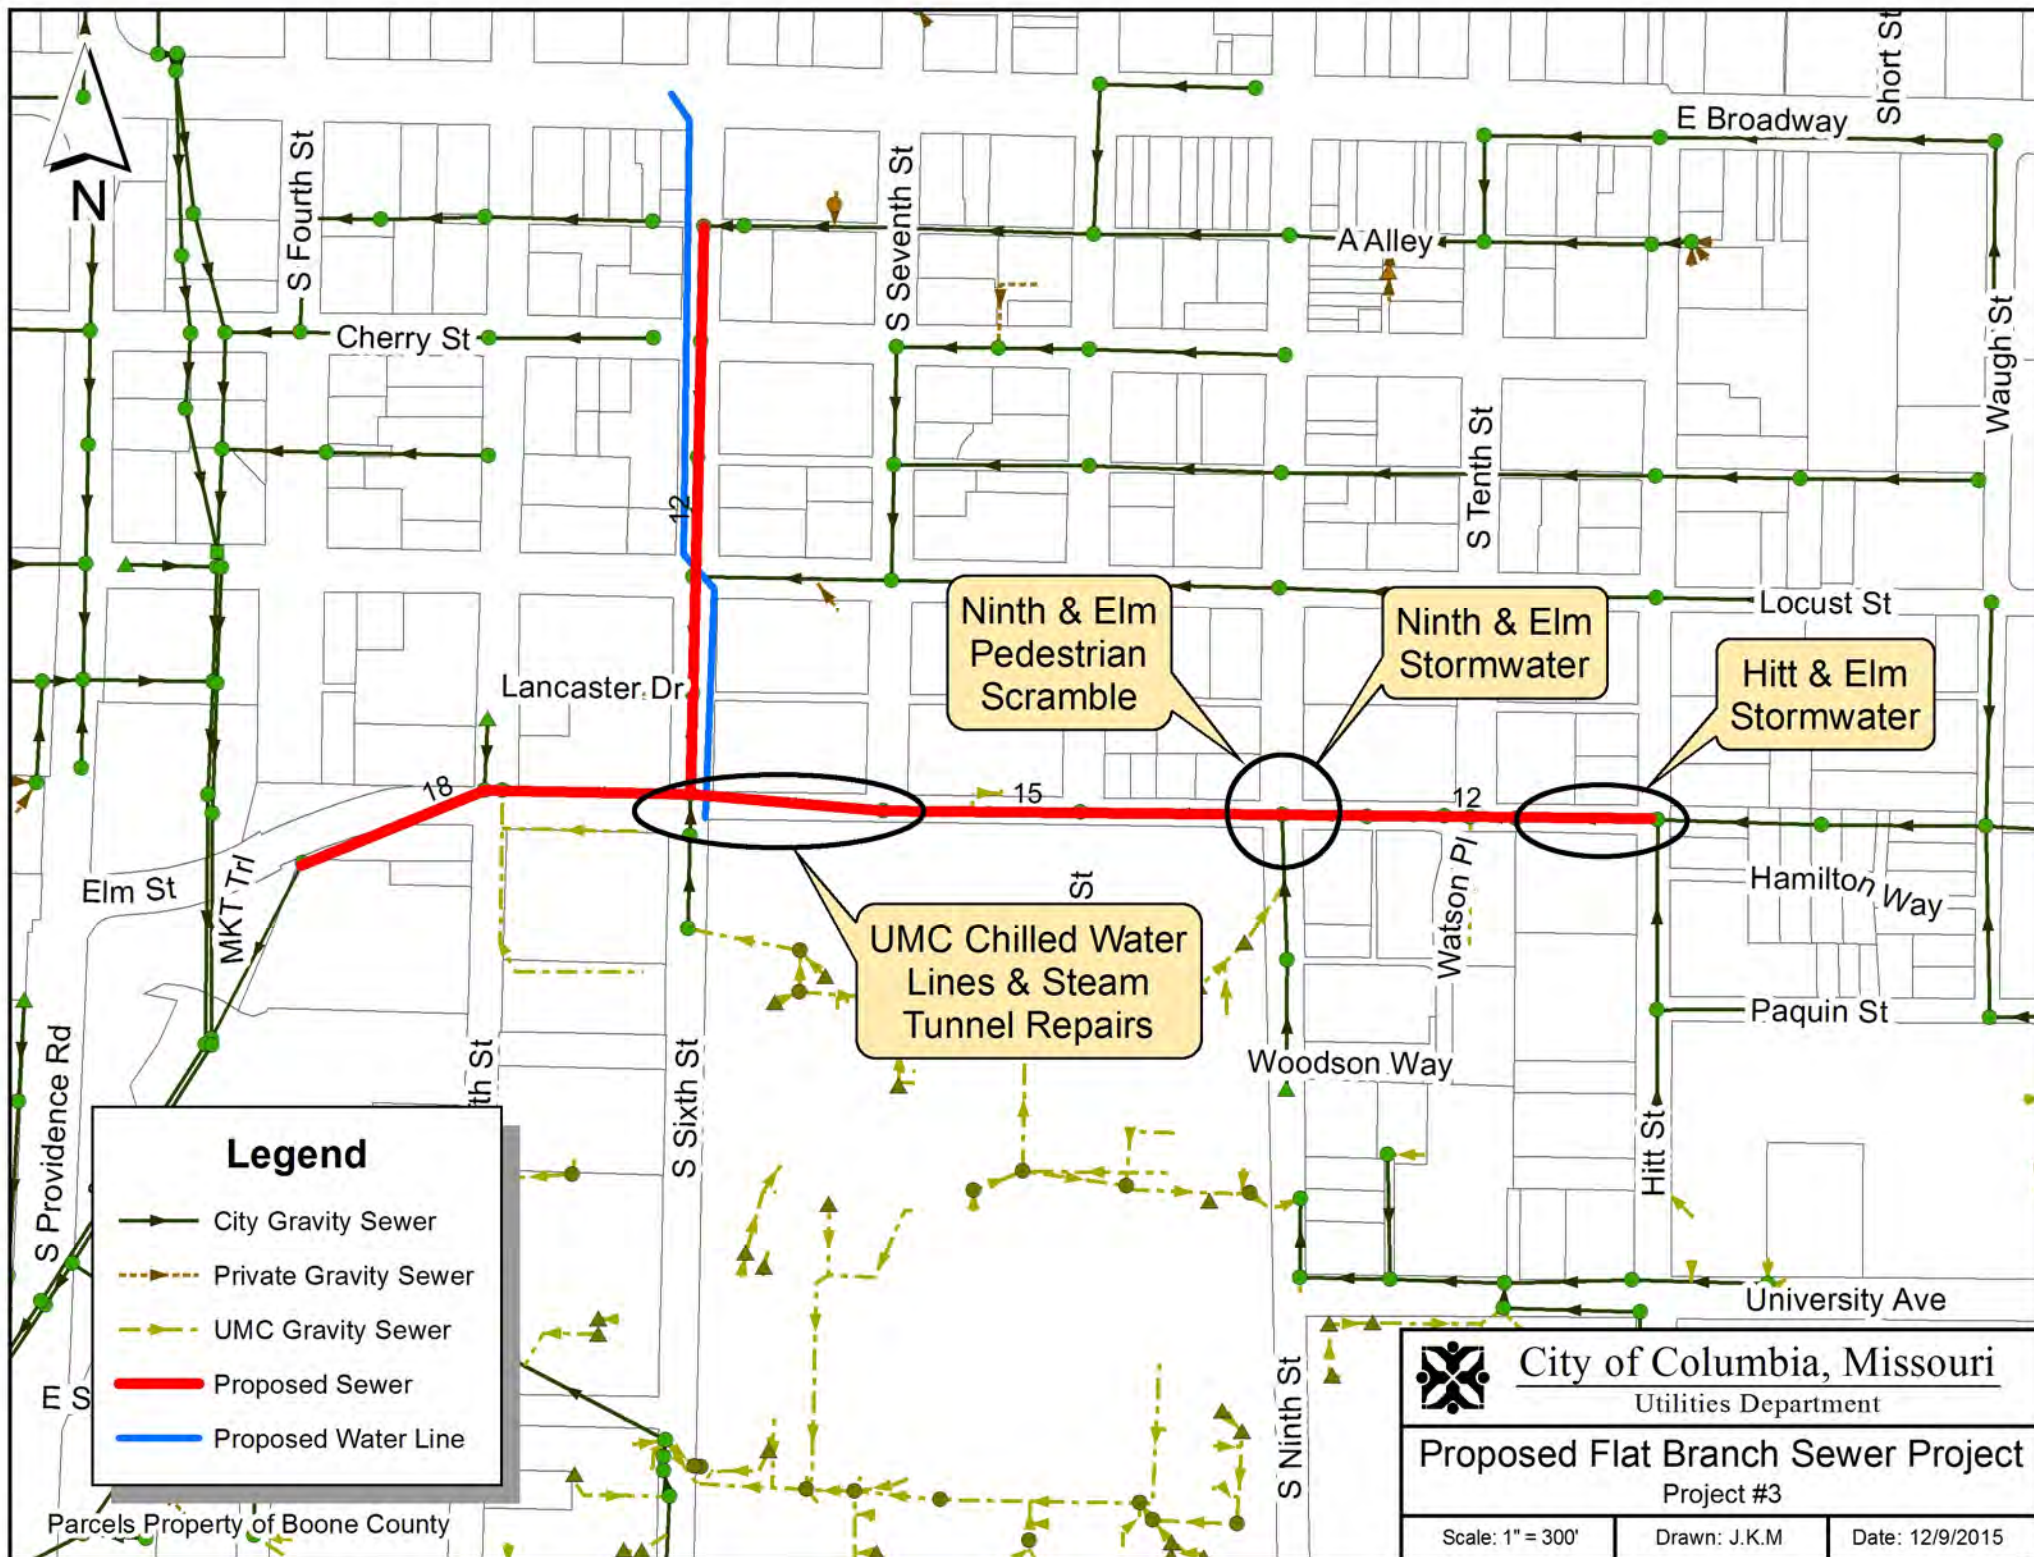 Short St
E Broadway
N
S Fourth St
S Seventh St
A Alley
Cherry St
Waugh St
S Tenth St
12
Locust St
Ninth & Elm
Pedestrian
Scramble
Ninth & Elm
Stormwater
Hitt & Elm
Stormwater
Lancaster Dr
18
15
12
Elm St
MKT Trl
St
Watson Pl
Hamilton Way
UMC Chilled Water
Lines & Steam
Tunnel Repairs
Paquin St
Woodson Way
S Providence Rd
fth St
S Sixth St
Hitt St
Legend
City Gravity Sewer
Private Gravity Sewer
UMC Gravity Sewer
Proposed Sewer
Proposed Water Line
E S
University Ave
S Ninth St
Parcels Property of Boone County
City of Columbia, Missouri
Utilities Department
Proposed Flat Branch Sewer Project
Project #3
Scale: 1" = 300'
Drawn: J.K.M
Date: 12/9/2015